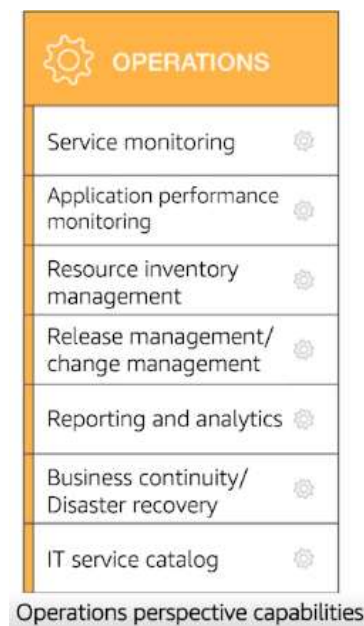 OPERATIONS
Service monitoring
Application performance
monitoring
Resource inventory
management
Release management/
change management
Reporting and analytics
Business continuity/
Disaster recovery
IT service catalog
Operations perspective capabilities